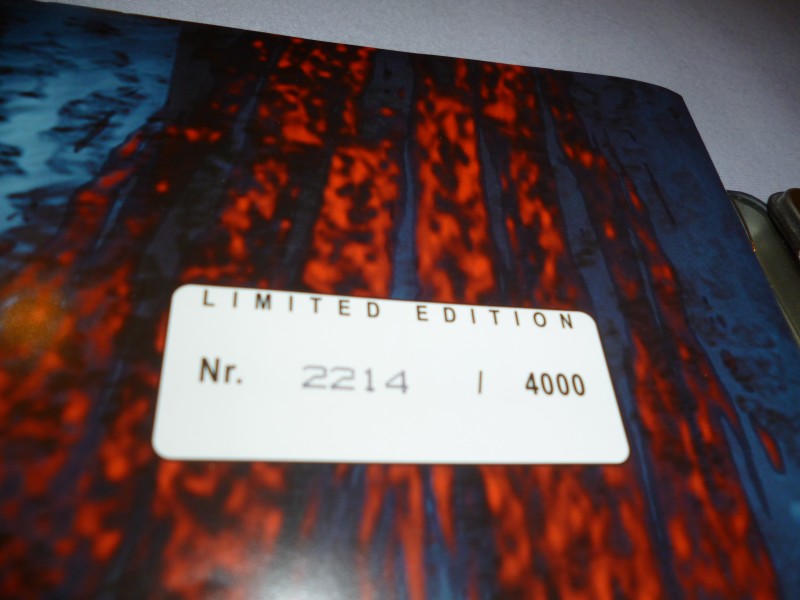 LIMITED EDITION
Nr. 2214 / 4000